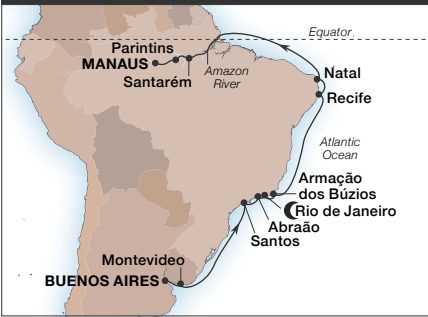 Equator
Parintins
MANAUS
Santarém
Amazon
River
Natal
Recife
Atlantic
Ocean
Armação
dos Búzios
Rio de Janeiro
Abraão
Santos
Montevideo
BUENOS AIRES